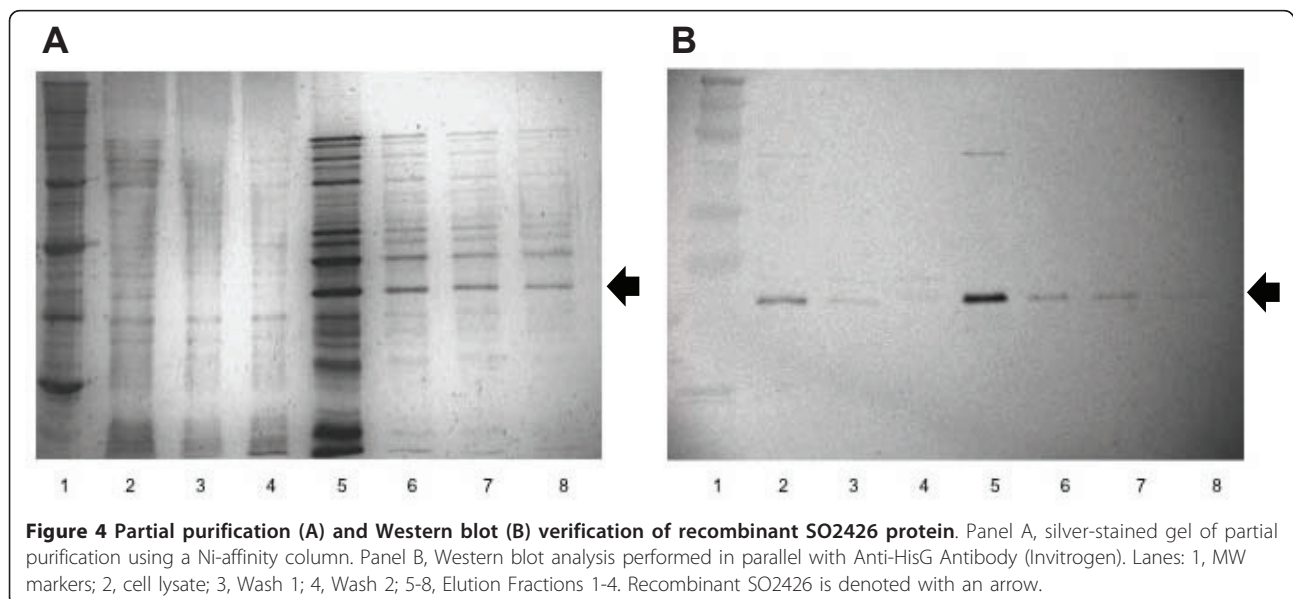 A
B
1 2 3 4 5 6 7 8
1 2 3 4 5 6 7 8
Figure 4 Partial purification (A) and Western blot (B) verification of recombinant SO2426 protein. Panel A, silver-stained gel of partial
purification using a Ni-affinity column. Panel B, Western blot analysis performed in parallel with Anti-HisG Antibody (Invitrogen). Lanes: 1, MW
markers; 2, cell lysate; 3, Wash 1; 4, Wash 2; 5-8, Elution Fractions 1-4. Recombinant SO2426 is denoted with an arrow.